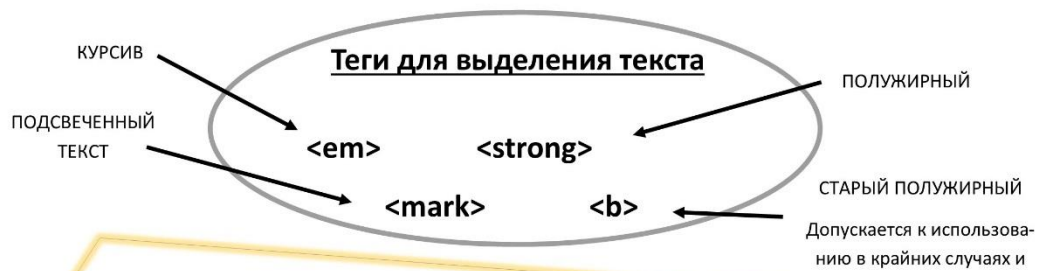 КУРСИВ
Теги для выделения текста
ПОЛУЖИРНЫЙ
ПОДСВЕЧЕННЫЙ
ТЕКСТ
<em> <strong>
<mark> <b>
СТАРЫЙ ПОЛУЖИРНЫЙ
Допускается к использова-
нию в крайних случаях и